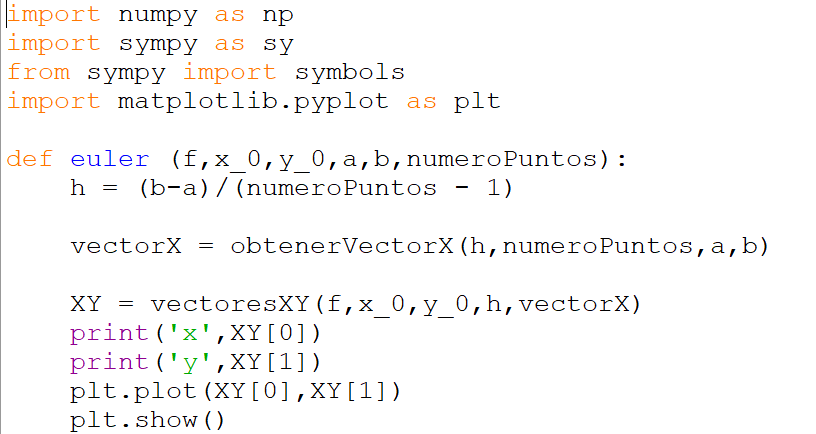 import numpy as np
import sympy as sy
from sympy import symbols
import matplotlib.pyplot as plt
def euler (f,x_0,y_0,a,b,numeroPuntos):
    h = (b-a)/(numeroPuntos - 1)
    vectorX = obtenerVectorX(h,numeroPuntos,a,b)
    XY = vectoresXY(f,x_0,y_0,h,vectorX)
    print('x',XY[0])
    print('y',XY[1])
    plt.plot(XY[0],XY[1])
    plt.show()